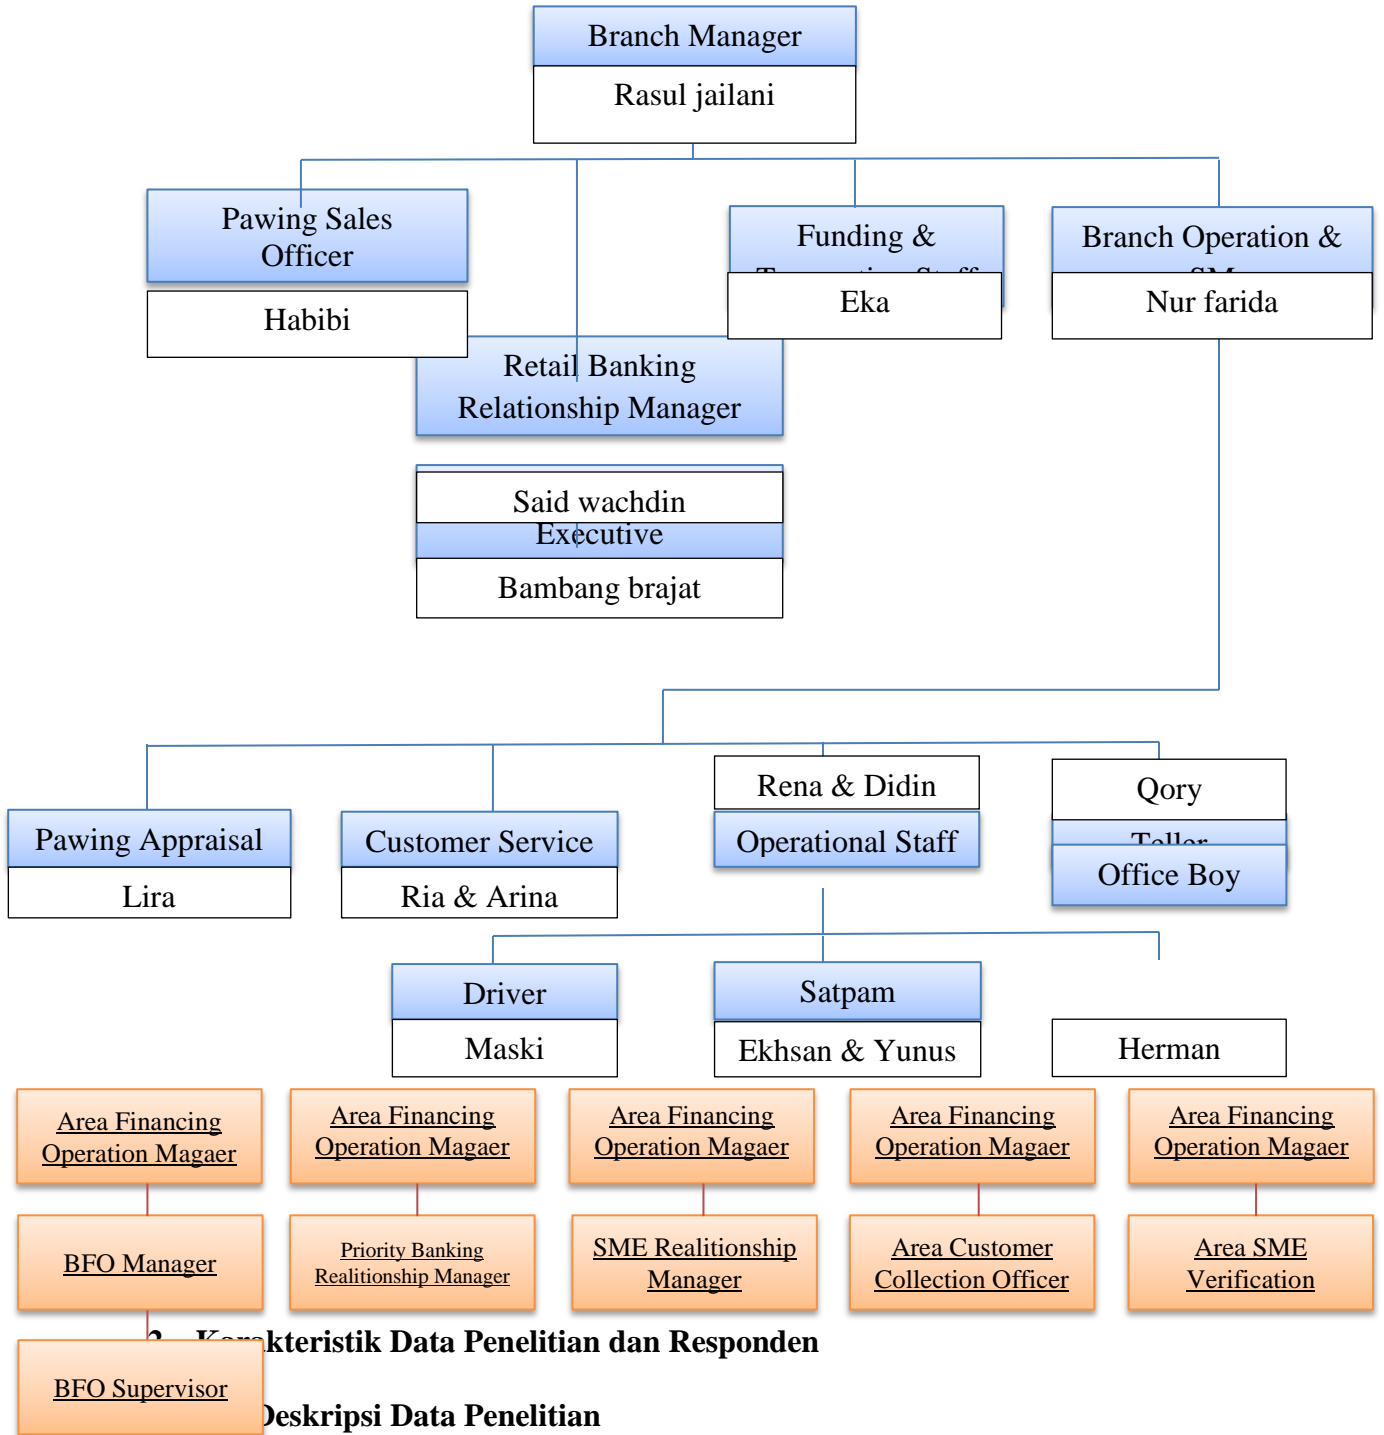 Branch Manager
Rasul jailani
Pawing Sales
Officer
Habibi
Funding &
Eka
Branch Operation &
Nur farida
Retail Banking
Relationship Manager
Said wachdin
Executive
Bambang brajat
Rena & Didin
Operational Staff
Qory
Teller
Office Boy
Pawing Appraisal
Lira
Customer Service
Ria & Arina
Driver
Maski
Satpam
Ekhsan & Yunus
Herman
Area Financing
Operation Magaer
Area Financing
Operation Magaer
Area Financing
Operation Magaer
Area Financing
Operation Magaer
Area Financing
Operation Magaer
BFO Manager
Priority Banking
Realitionship Manager
SME Realitionship
Manager
Area Customer
Collection Officer
Area SME
Verification
Karakteristik Data Penelitian dan Responden
BFO Supervisor
Deskripsi Data Penelitian